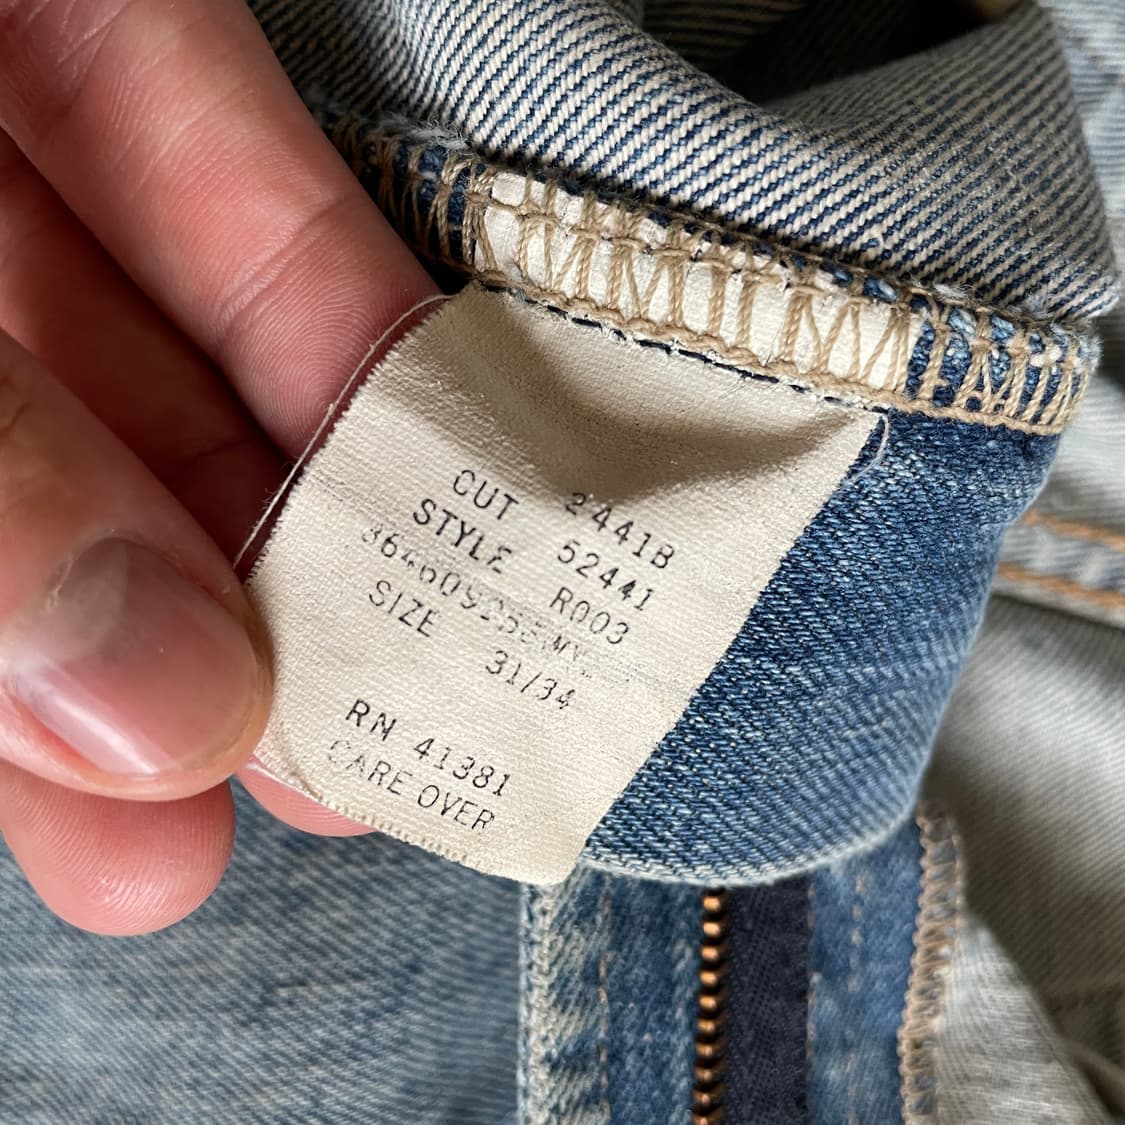 CUT 2441B
STYLE 52441
R003
SIZE
31/34
RN 41381
CARE OVER